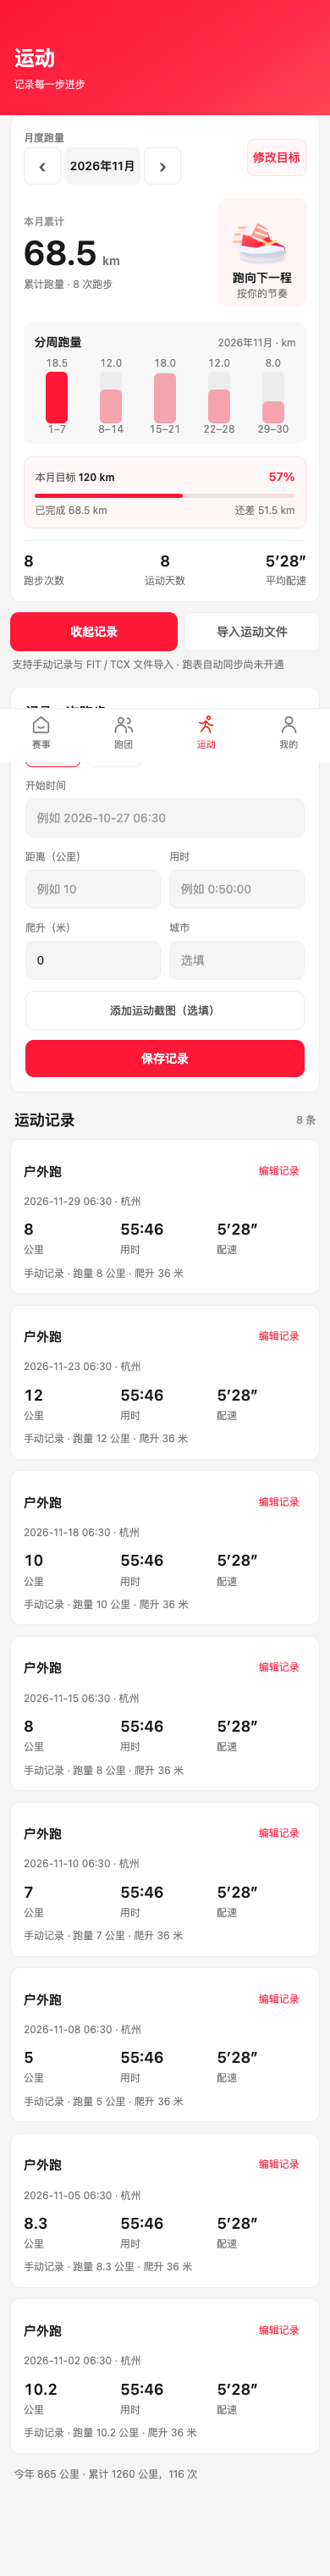 运动
记录每一步进步
月度跑量
‹ 2026年11月 ›
修改目标
本月累计
68.5 km
累计跑量 · 8 次跑步
跑向下一程
按你的节奏
分周跑量 2026年11月 · km
18.5 12.0 18.0 12.0 8.0
1–7 8–14 15–21 22–28 29–30
本月目标 120 km 57%
已完成 68.5 km 还差 51.5 km
8 8 5′28″
跑步次数 运动天数 平均配速
收起记录 导入运动文件
支持手动记录与 FIT / TCX 文件导入 · 跑表自动同步尚未开通
赛事 跑团 运动 我的
开始时间
例如 2026-10-27 06:30
距离（公里） 用时
例如 10 例如 0:50:00
爬升（米） 城市
0 选填
添加运动截图（选填）
保存记录
运动记录 8 条
户外跑 编辑记录
2026-11-29 06:30 · 杭州
8 55:46 5′28″
公里 用时 配速
手动记录 · 跑量 8 公里 · 爬升 36 米
户外跑 编辑记录
2026-11-23 06:30 · 杭州
12 55:46 5′28″
公里 用时 配速
手动记录 · 跑量 12 公里 · 爬升 36 米
户外跑 编辑记录
2026-11-18 06:30 · 杭州
10 55:46 5′28″
公里 用时 配速
手动记录 · 跑量 10 公里 · 爬升 36 米
户外跑 编辑记录
2026-11-15 06:30 · 杭州
8 55:46 5′28″
公里 用时 配速
手动记录 · 跑量 8 公里 · 爬升 36 米
户外跑 编辑记录
2026-11-10 06:30 · 杭州
7 55:46 5′28″
公里 用时 配速
手动记录 · 跑量 7 公里 · 爬升 36 米
户外跑 编辑记录
2026-11-08 06:30 · 杭州
5 55:46 5′28″
公里 用时 配速
手动记录 · 跑量 5 公里 · 爬升 36 米
户外跑 编辑记录
2026-11-05 06:30 · 杭州
8.3 55:46 5′28″
公里 用时 配速
手动记录 · 跑量 8.3 公里 · 爬升 36 米
户外跑 编辑记录
2026-11-02 06:30 · 杭州
10.2 55:46 5′28″
公里 用时 配速
手动记录 · 跑量 10.2 公里 · 爬升 36 米
今年 865 公里 · 累计 1260 公里，116 次